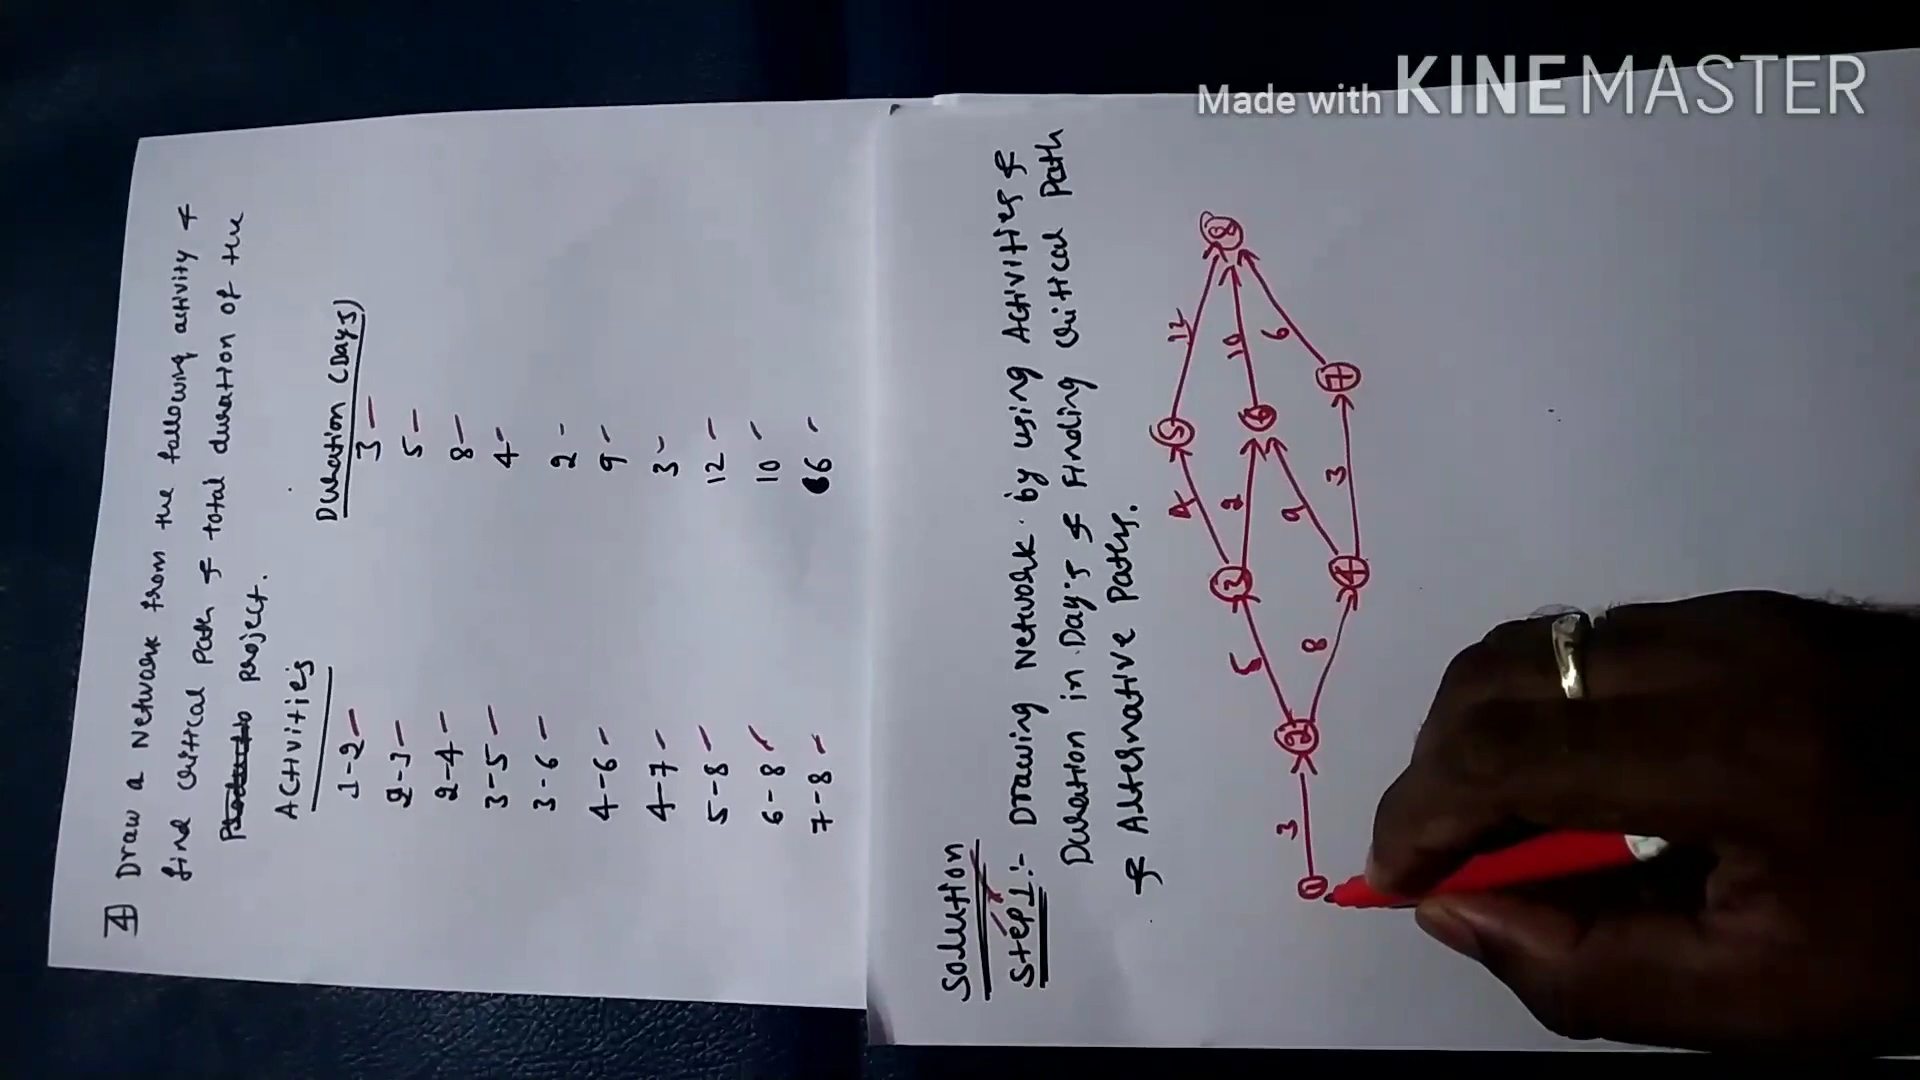 Made with KINEMASTER
4 Draw a Network from the following activity &
find critical path & total duration of the
project.
Activities Duration (Days)
1-2 — 3 —
2-3 — 5 —
2-4 — 8 —
3-5 — 4 —
3-6 — 2 -
4-6 — 9 -
4-7 — 3 -
5-8 — 12 —
6-8 — 10 -
7-8 — 6 -
Solution
Step1:- Drawing Network by using Activities &
Duration in Day's & Finding critical Path
& Alternative Paths.
1 3 2
5 8
3 4
4 2 9 3
5 6 7
12 10 6
8